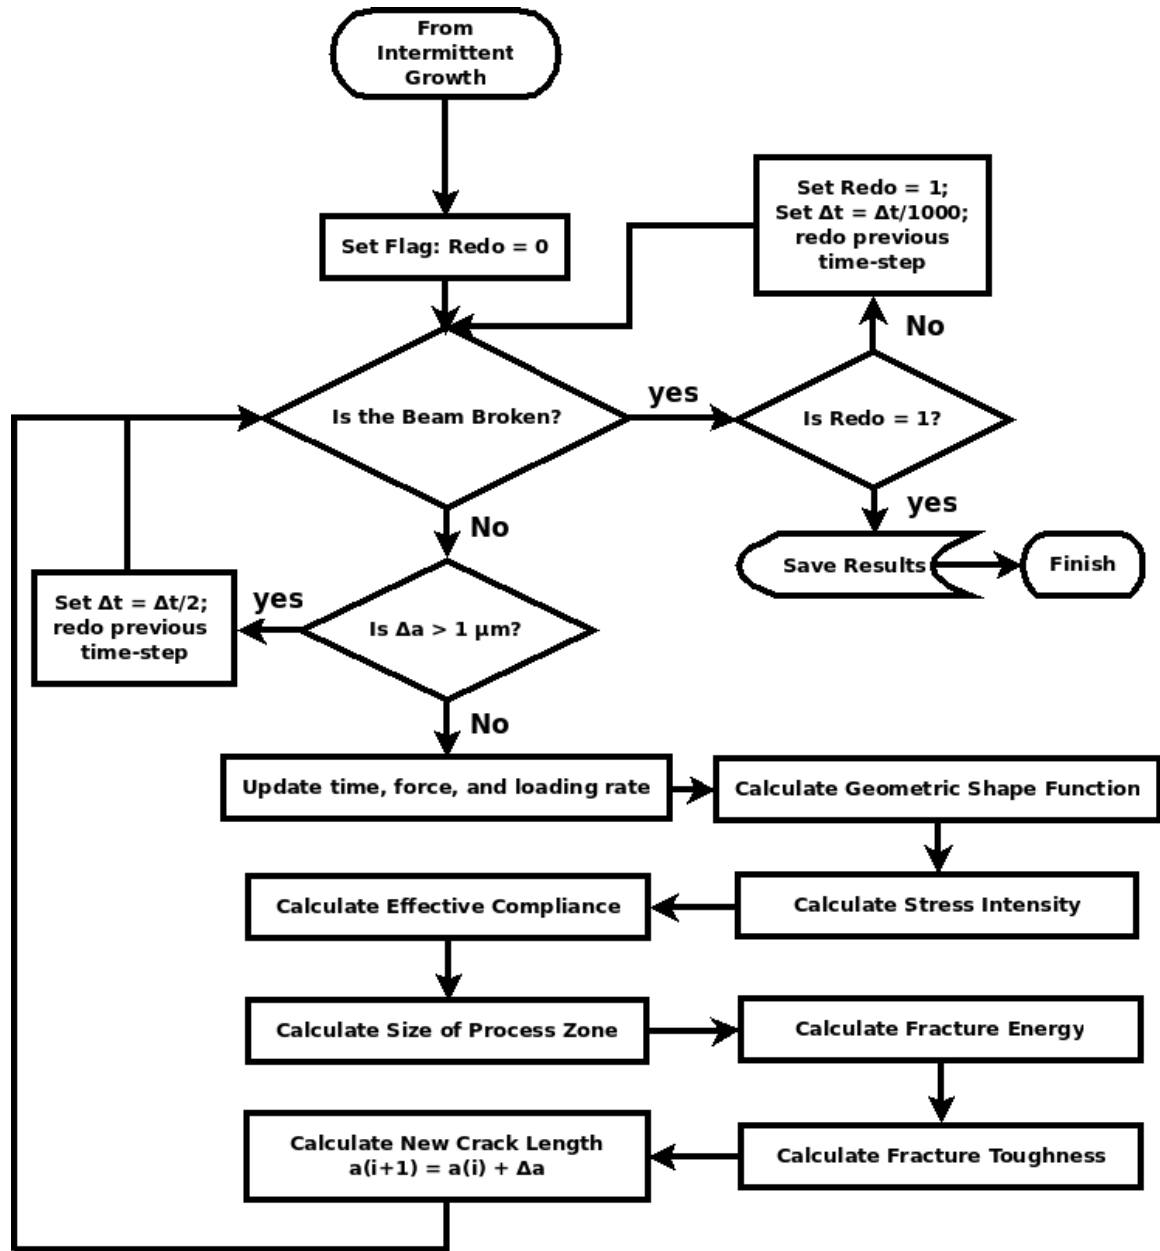 From
Intermittent
Growth
Set Flag: Redo = 0
Set Redo = 1;
Set Δt = Δt/1000;
redo previous
time-step
No
Is the Beam Broken?
yes
Is Redo = 1?
yes
Save Results
Finish
No
Is Δa > 1 μm?
yes
Set Δt = Δt/2;
redo previous
time-step
No
Update time, force, and loading rate
Calculate Geometric Shape Function
Calculate Stress Intensity
Calculate Effective Compliance
Calculate Size of Process Zone
Calculate Fracture Energy
Calculate Fracture Toughness
Calculate New Crack Length
a(i+1) = a(i) + Δa